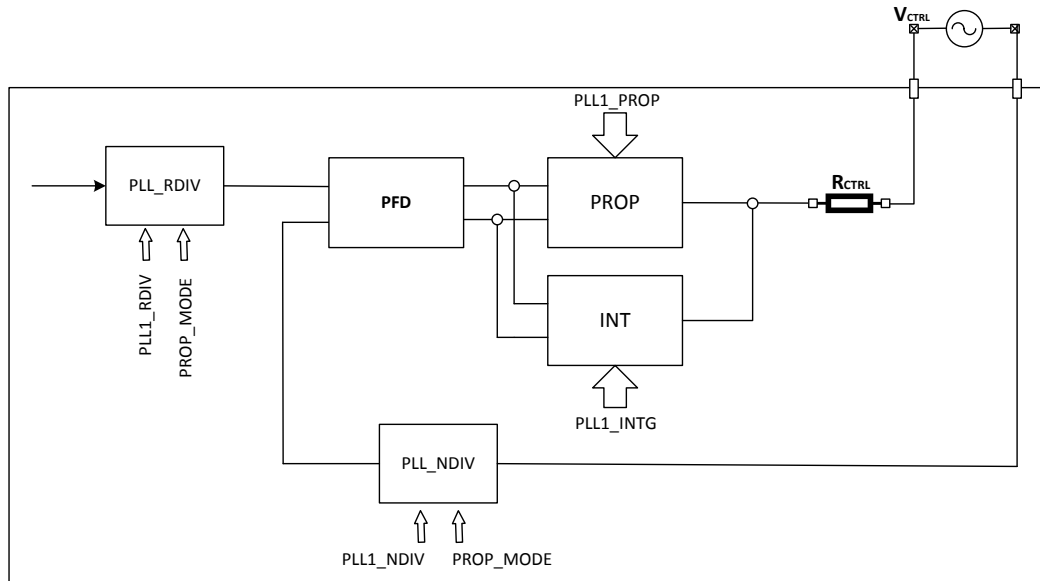 VCTRL
PLL1_PROP
PLL_RDIV
PFD
PROP
RCTRL
PLL1_RDIV
PROP_MODE
INT
PLL1_INTG
PLL_NDIV
PLL1_NDIV
PROP_MODE